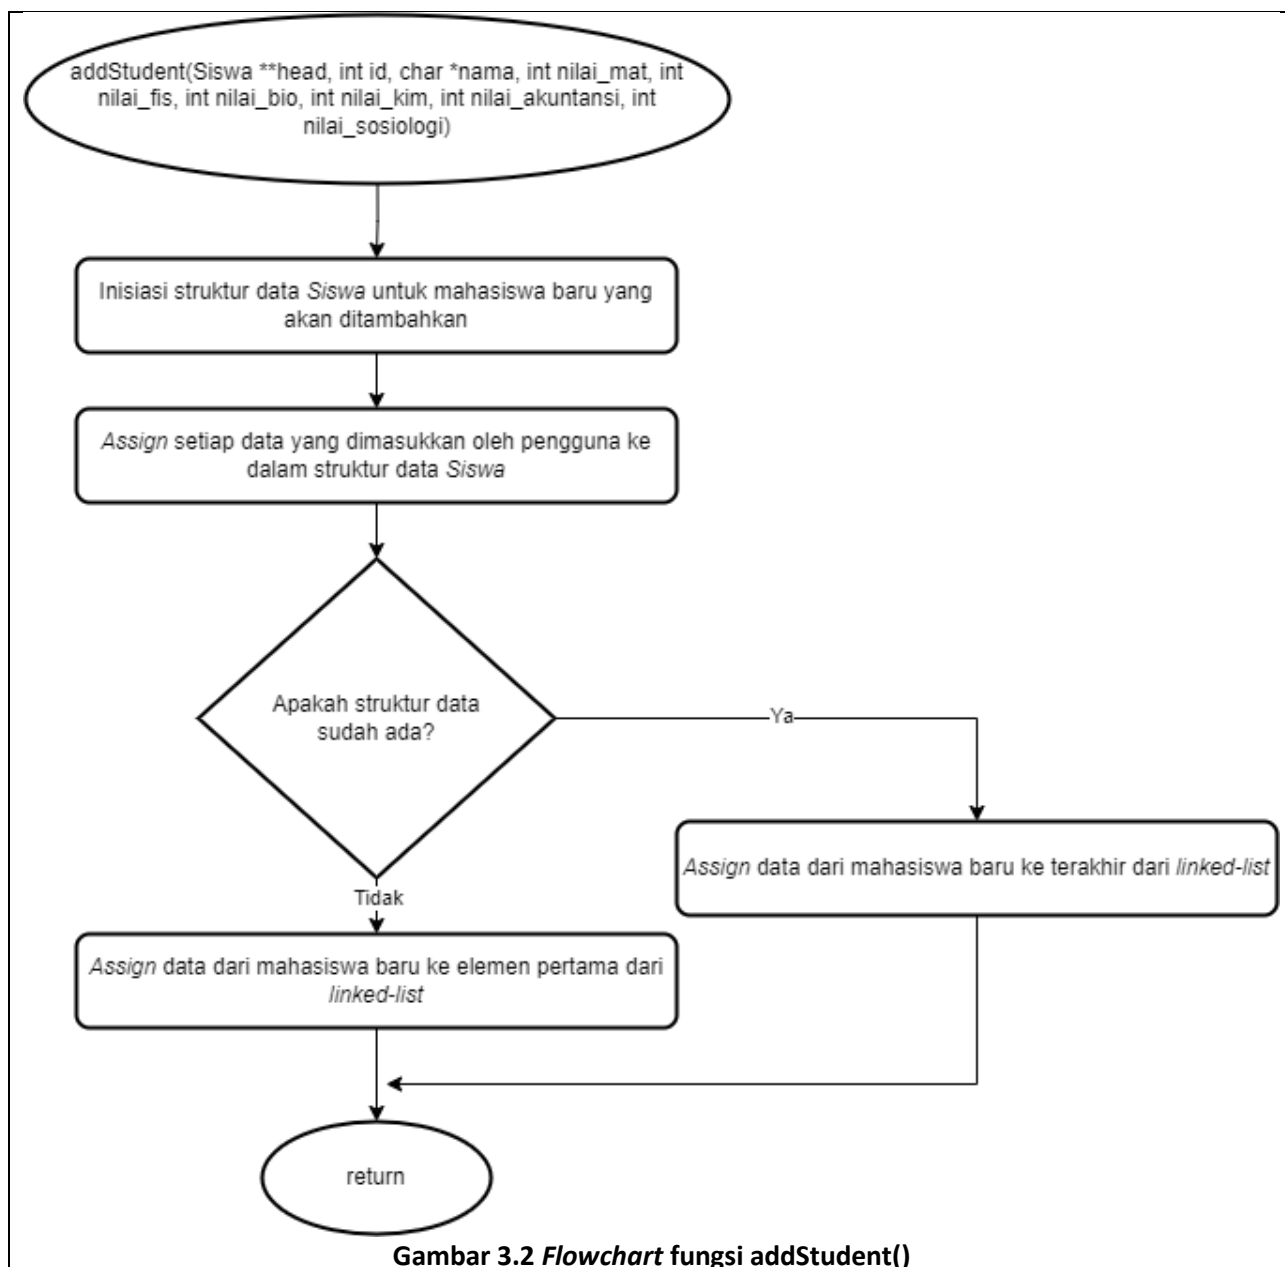 addStudent(Siswa **head, int id, char *nama, int nilai_mat, int
nilai_fis, int nilai_bio, int nilai_kim, int nilai_akuntansi, int
nilai_sosiologi)
Inisiasi struktur data Siswa untuk mahasiswa baru yang
akan ditambahkan
Assign setiap data yang dimasukkan oleh pengguna ke
dalam struktur data Siswa
Apakah struktur data
sudah ada?
Ya
Assign data dari mahasiswa baru ke terakhir dari linked-list
Tidak
Assign data dari mahasiswa baru ke elemen pertama dari
linked-list
return
Gambar 3.2 Flowchart fungsi addStudent()